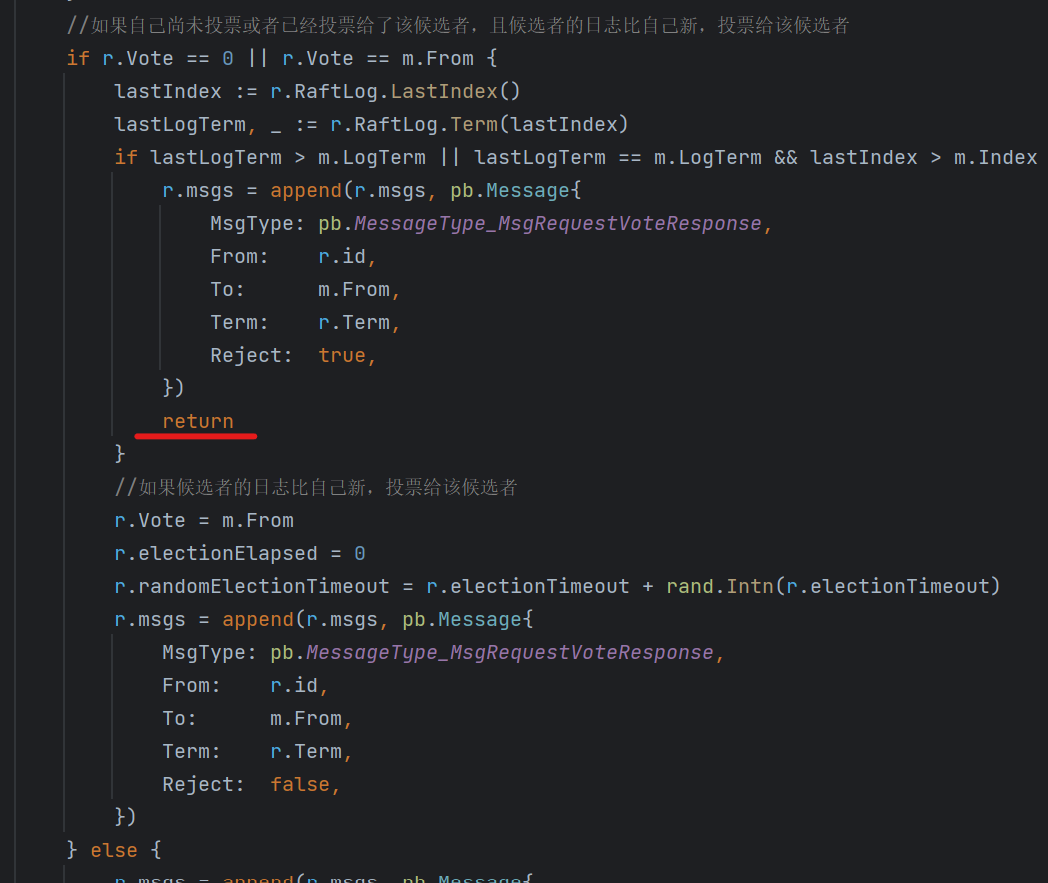 //如果自己尚未投票或者已经投票给了该候选者，且候选者的日志比自己新，投票给该候选者
if r.Vote == 0 || r.Vote == m.From {
lastIndex := r.RaftLog.LastIndex()
lastLogTerm, _ := r.RaftLog.Term(lastIndex)
if lastLogTerm > m.LogTerm || lastLogTerm == m.LogTerm && lastIndex > m.Index
r.msgs = append(r.msgs, pb.Message{
MsgType: pb.MessageType_MsgRequestVoteResponse,
From: r.id,
To: m.From,
Term: r.Term,
Reject: true,
})
return
}
//如果候选者的日志比自己新，投票给该候选者
r.Vote = m.From
r.electionElapsed = 0
r.randomElectionTimeout = r.electionTimeout + rand.Intn(r.electionTimeout)
r.msgs = append(r.msgs, pb.Message{
MsgType: pb.MessageType_MsgRequestVoteResponse,
From: r.id,
To: m.From,
Term: r.Term,
Reject: false,
})
} else {
r.msgs = append(r.msgs, pb.Message{